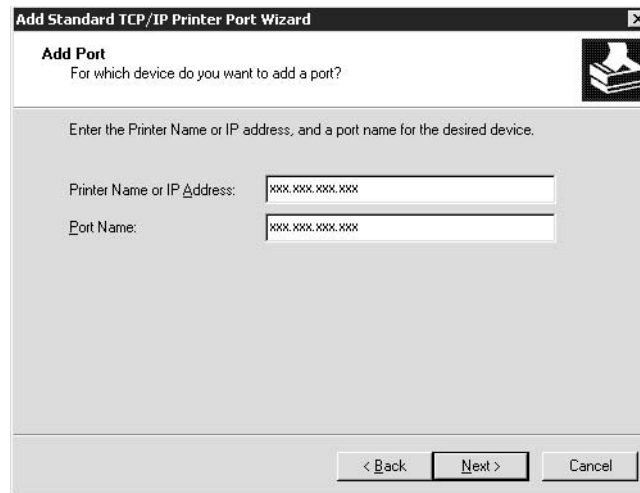 Add Standard TCP/IP Printer Port Wizard
Add Port
For which device do you want to add a port?
Enter the Printer Name or IP address, and a port name for the desired device.
Printer Name or IP Address: xxx.xxx.xxx.xxx
Port Name: xxx.xxx.xxx.xxx
< Back Next > Cancel